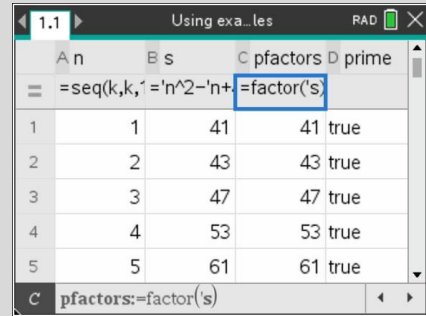 1.1 Using exa...les RAD
A n B s C pfactors D prime
= =seq(k,k,1 ='n^2-'n+4 =factor('s)
1 1 41 41 true
2 2 43 43 true
3 3 47 47 true
4 4 53 53 true
5 5 61 61 true
C pfactors:=factor('s)